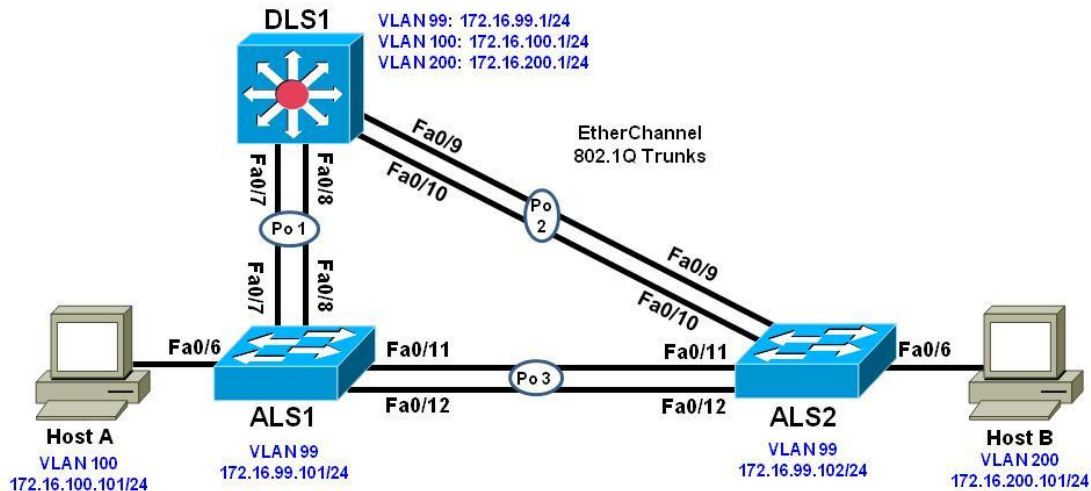 DLS1
VLAN 99: 172.16.99.1/24
VLAN 100: 172.16.100.1/24
VLAN 200: 172.16.200.1/24
EtherChannel
802.1Q Trunks
Fa0/9
Fa0/10
Fa0/7
Fa0/8
Po 1
Po
2
Fa0/7
Fa0/8
Fa0/9
Fa0/10
Fa0/6
Fa0/11
Po 3
Fa0/11
Fa0/6
Fa0/12
Fa0/12
Host A
VLAN 100
172.16.100.101/24
ALS1
VLAN 99
172.16.99.101/24
ALS2
VLAN 99
172.16.99.102/24
Host B
VLAN 200
172.16.200.101/24